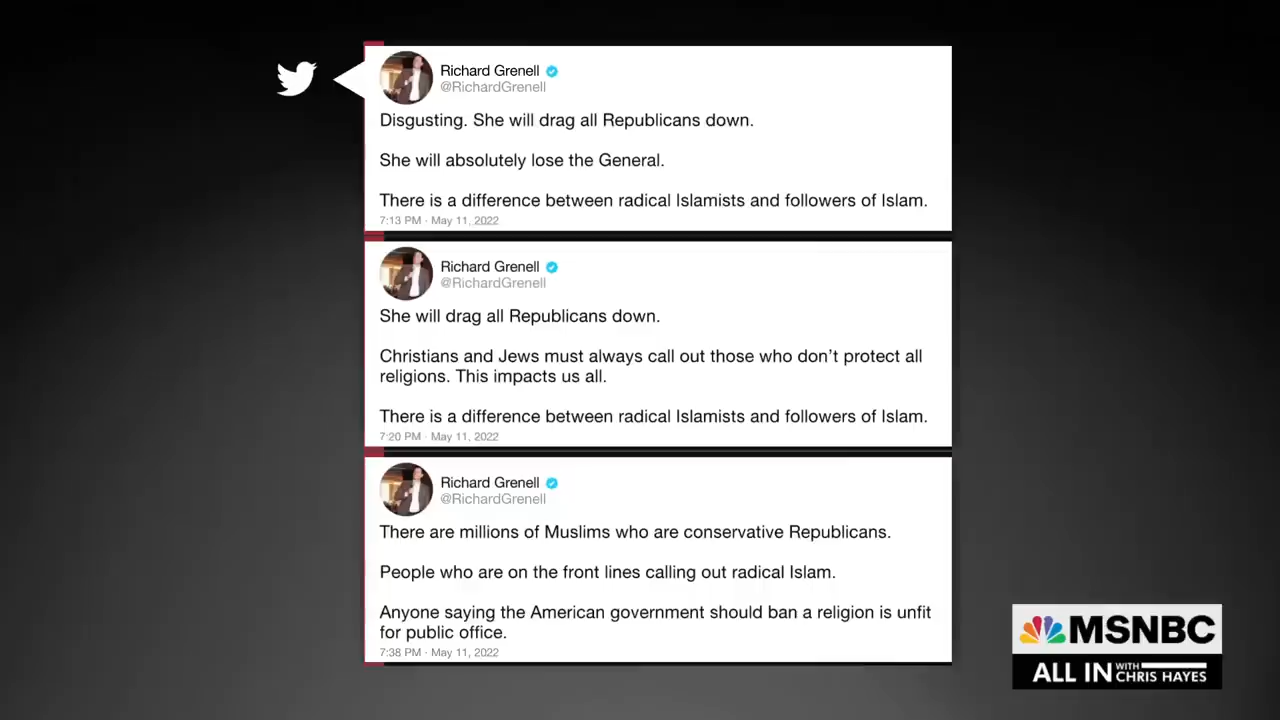 Richard Grenell
@RichardGrenell
Disgusting. She will drag all Republicans down.
She will absolutely lose the General.
There is a difference between radical Islamists and followers of Islam.
7:13 PM · May 11, 2022
Richard Grenell
@RichardGrenell
She will drag all Republicans down.
Christians and Jews must always call out those who don’t protect all
religions. This impacts us all.
There is a difference between radical Islamists and followers of Islam.
7:20 PM · May 11, 2022
Richard Grenell
@RichardGrenell
There are millions of Muslims who are conservative Republicans.
People who are on the front lines calling out radical Islam.
Anyone saying the American government should ban a religion is unfit
for public office.
7:38 PM · May 11, 2022
MSNBC
ALL IN WITH CHRIS HAYES